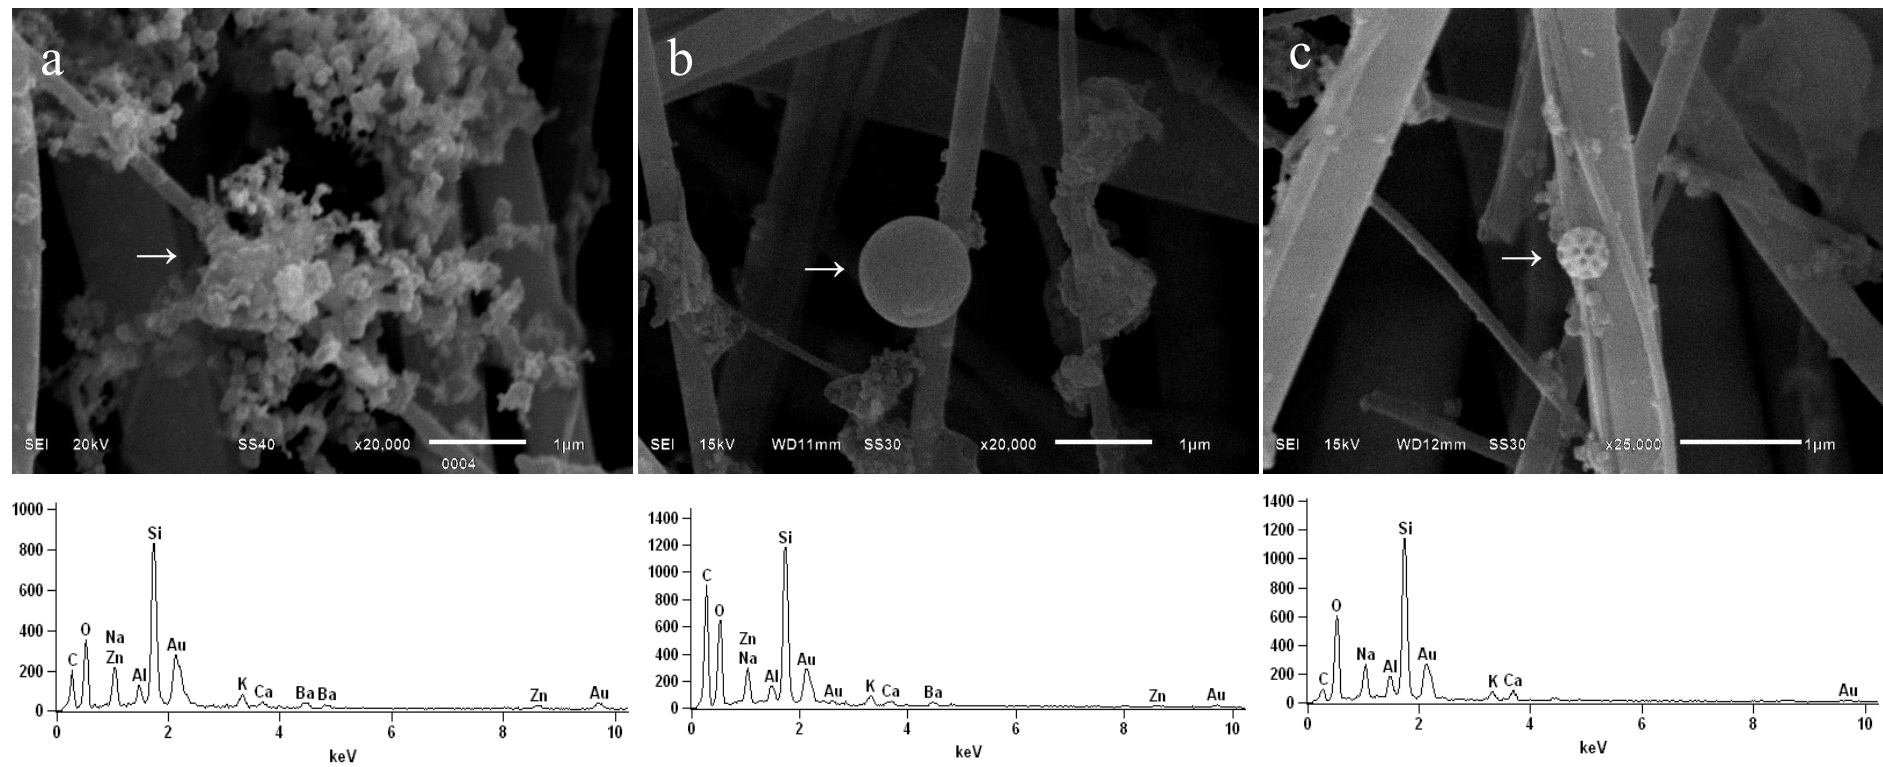 a
→
SEI 20kV SS40 x20,000 1µm
0004
b
→
SEI 15kV WD11mm SS30 x20,000 1µm
c
→
SEI 15kV WD12mm SS30 x25,000 1µm
1000
800
600
400
200
0
C
O
Na
Zn
Al
Si
Au
K
Ca
Ba
Ba
Zn
Au
0 2 4 6 8 10
keV
1400
1200
1000
800
600
400
200
0
C
O
Zn
Na
Al
Si
Au
Au
K
Ca
Ba
Zn
Au
0 2 4 6 8 10
keV
1400
1200
1000
800
600
400
200
0
C
O
Na
Al
Si
Au
K
Ca
Au
0 2 4 6 8 10
keV